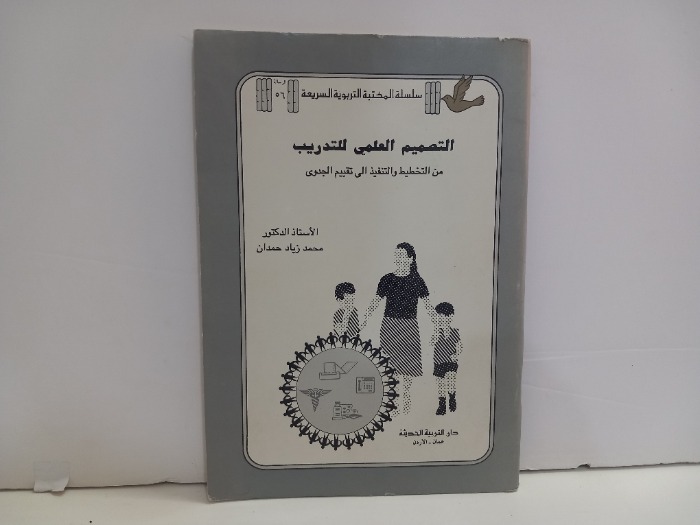 سلسلة المكتبة التربوية السريعة
٥٦
التصميم العلمي للتدريب
من التخطيط والتنفيذ الى تقييم الجدوى
الأستاذ الدكتور
محمد زياد حمدان
دار التربية الحديثة
عمان - الأردن